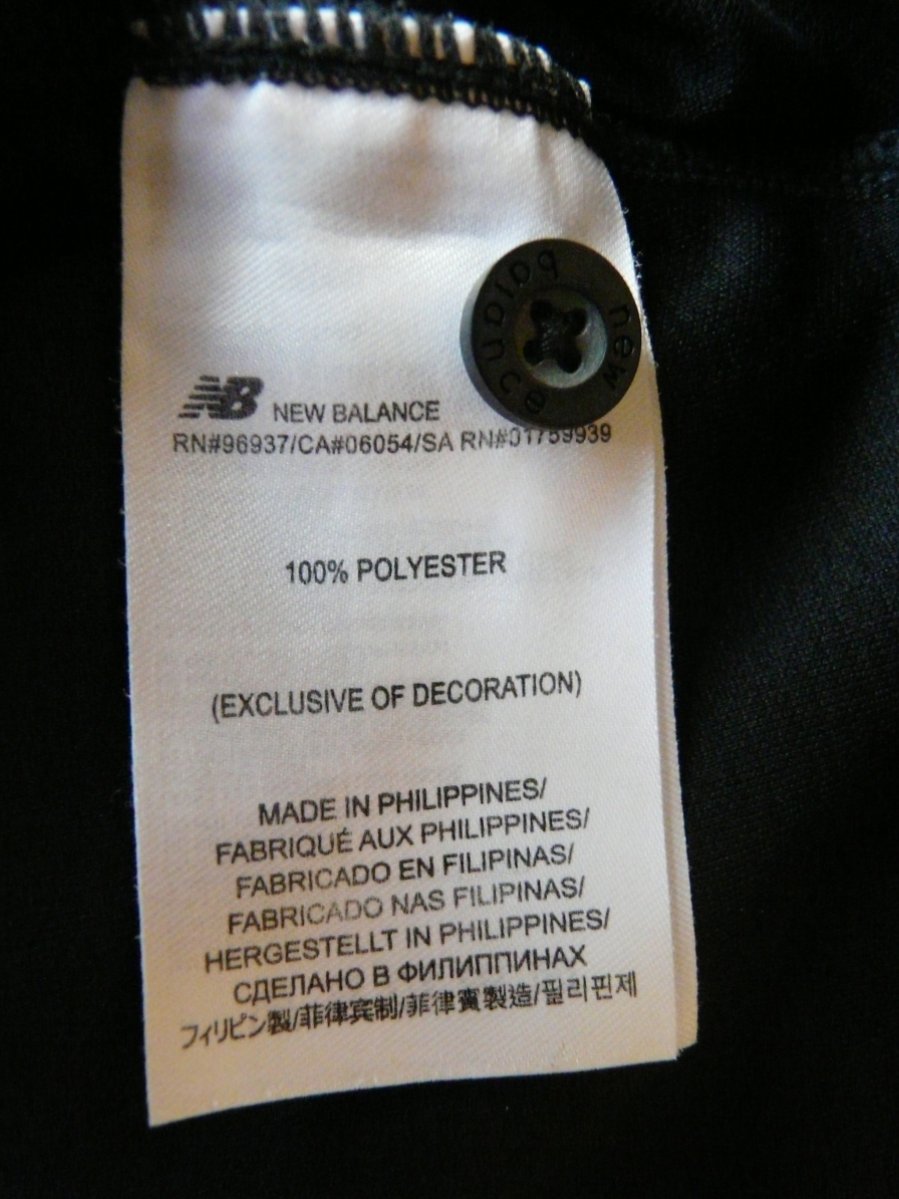 new balance
NB NEW BALANCE
RN#96937/CA#06054/SA RN#01759939
100% POLYESTER
(EXCLUSIVE OF DECORATION)
MADE IN PHILIPPINES/
FABRIQUÉ AUX PHILIPPINES/
FABRICADO EN FILIPINAS/
FABRICADO NAS FILIPINAS/
HERGESTELLT IN PHILIPPINES/
СДЕЛАНО В ФИЛИППИНАХ
フィリピン製/菲律宾制/菲律賓製造/필리핀제